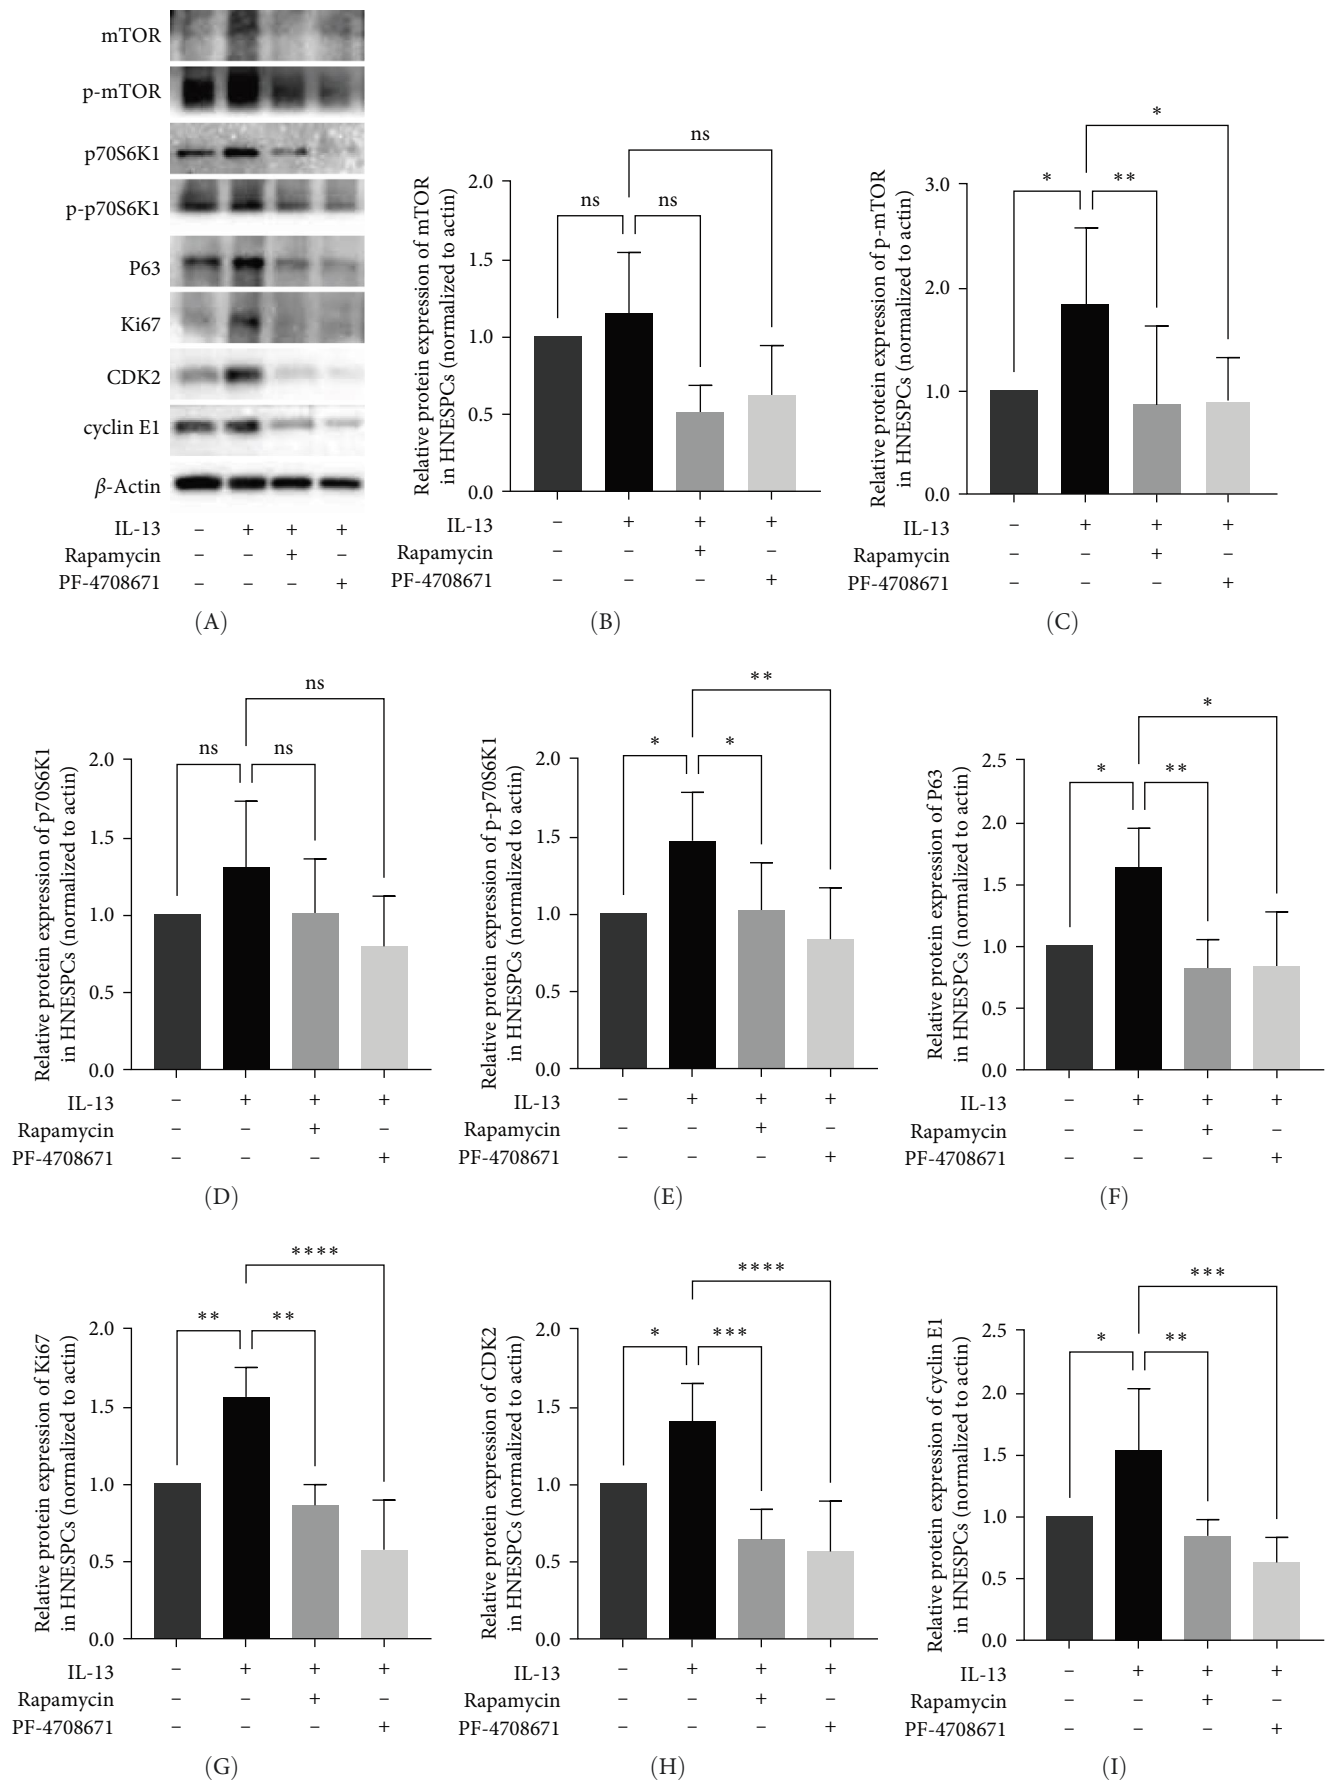 mTOR
p-mTOR
p70S6K1
p-p70S6K1
P63
Ki67
CDK2
cyclin E1
β-Actin
IL-13 − + + +
Rapamycin − − + −
PF-4708671 − − − +
(A)
Relative protein expression of mTOR
in HNESPCs (normalized to actin)
2.0
1.5
1.0
0.5
0.0
ns
ns ns
IL-13 − + + +
Rapamycin − − + −
PF-4708671 − − − +
(B)
Relative protein expression of p-mTOR
in HNESPCs (normalized to actin)
3.0
2.0
1.0
0.0
*
* **
IL-13 − + + +
Rapamycin − − + −
PF-4708671 − − − +
(C)
Relative protein expression of p70S6K1
in HNESPCs (normalized to actin)
2.0
1.5
1.0
0.5
0.0
ns
ns ns
IL-13 − + + +
Rapamycin − − + −
PF-4708671 − − − +
(D)
Relative protein expression of p-p70S6K1
in HNESPCs (normalized to actin)
2.0
1.5
1.0
0.5
0.0
**
* *
IL-13 − + + +
Rapamycin − − + −
PF-4708671 − − − +
(E)
Relative protein expression of P63
in HNESPCs (normalized to actin)
2.5
2.0
1.5
1.0
0.5
0.0
*
* **
IL-13 − + + +
Rapamycin − − + −
PF-4708671 − − − +
(F)
Relative protein expression of Ki67
in HNESPCs (normalized to actin)
2.0
1.5
1.0
0.5
0.0
****
** **
IL-13 − + + +
Rapamycin − − + −
PF-4708671 − − − +
(G)
Relative protein expression of CDK2
in HNESPCs (normalized to actin)
2.0
1.5
1.0
0.5
0.0
****
* ***
IL-13 − + + +
Rapamycin − − + −
PF-4708671 − − − +
(H)
Relative protein expression of cyclin E1
in HNESPCs (normalized to actin)
2.5
2.0
1.5
1.0
0.5
0.0
***
* **
IL-13 − + + +
Rapamycin − − + −
PF-4708671 − − − +
(I)